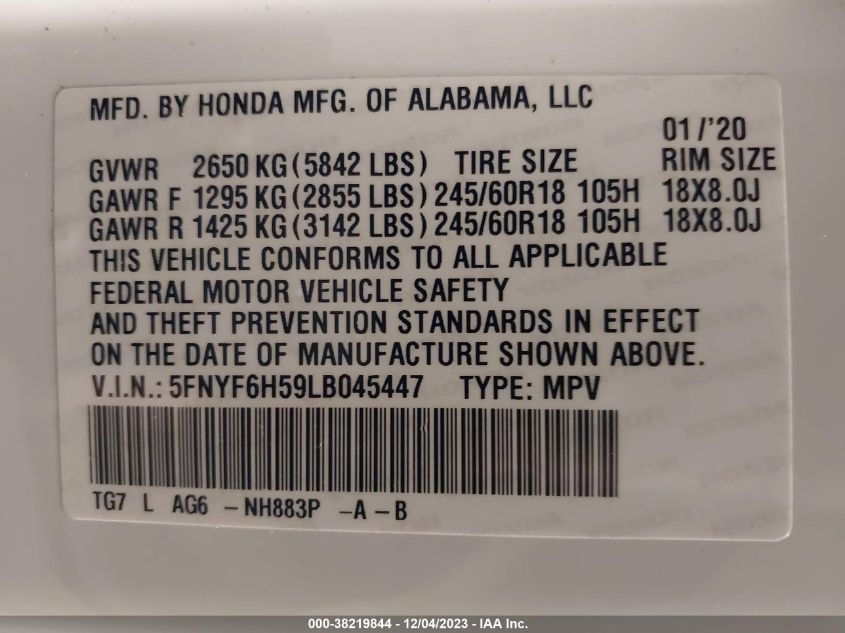 MFD. BY HONDA MFG. OF ALABAMA, LLC
01/'20
GVWR 2650 KG (5842 LBS) TIRE SIZE RIM SIZE
GAWR F 1295 KG (2855 LBS) 245/60R18 105H 18X8.0J
GAWR R 1425 KG (3142 LBS) 245/60R18 105H 18X8.0J
THIS VEHICLE CONFORMS TO ALL APPLICABLE
FEDERAL MOTOR VEHICLE SAFETY
AND THEFT PREVENTION STANDARDS IN EFFECT
ON THE DATE OF MANUFACTURE SHOWN ABOVE.
V.I.N.: 5FNYF6H59LB045447 TYPE: MPV
TG7 L AG6 - NH883P - A - B
000-38219844 - 12/04/2023 - IAA Inc.